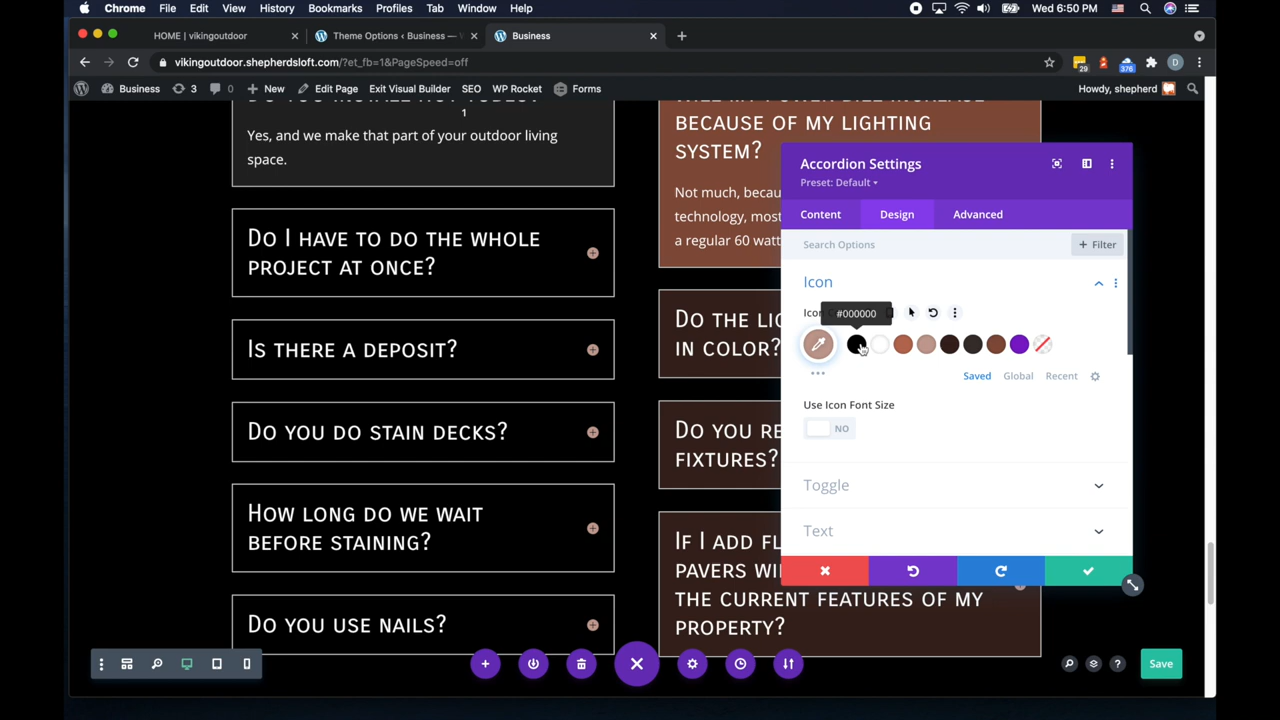 Chrome File Edit View History Bookmarks Profiles Tab Window Help
Wed 6:50 PM
HOME | vikingoutdoor
Theme Options ‹ Business —
Business
vikingoutdoor.shepherdsloft.com/?et_fb=1&PageSpeed=off
29
376
D
Business 3 0 New Edit Page Exit Visual Builder SEO WP Rocket Forms
Howdy, shepherd
1
Yes, and we make that part of your outdoor living
space.
Do I have to do the whole
project at once?
Is there a deposit?
Do you do stain decks?
How long do we wait
before staining?
Do you use nails?
because of my lighting
system?
Not much, becau
technology, most
a regular 60 watt
Do the lig
in color?
Do you re
fixtures?
If I add fl
pavers wi
the current features of my
property?
Accordion Settings
Preset: Default
Content
Design
Advanced
Search Options
+ Filter
Icon
#000000
Saved
Global
Recent
Use Icon Font Size
NO
Toggle
Text
Save